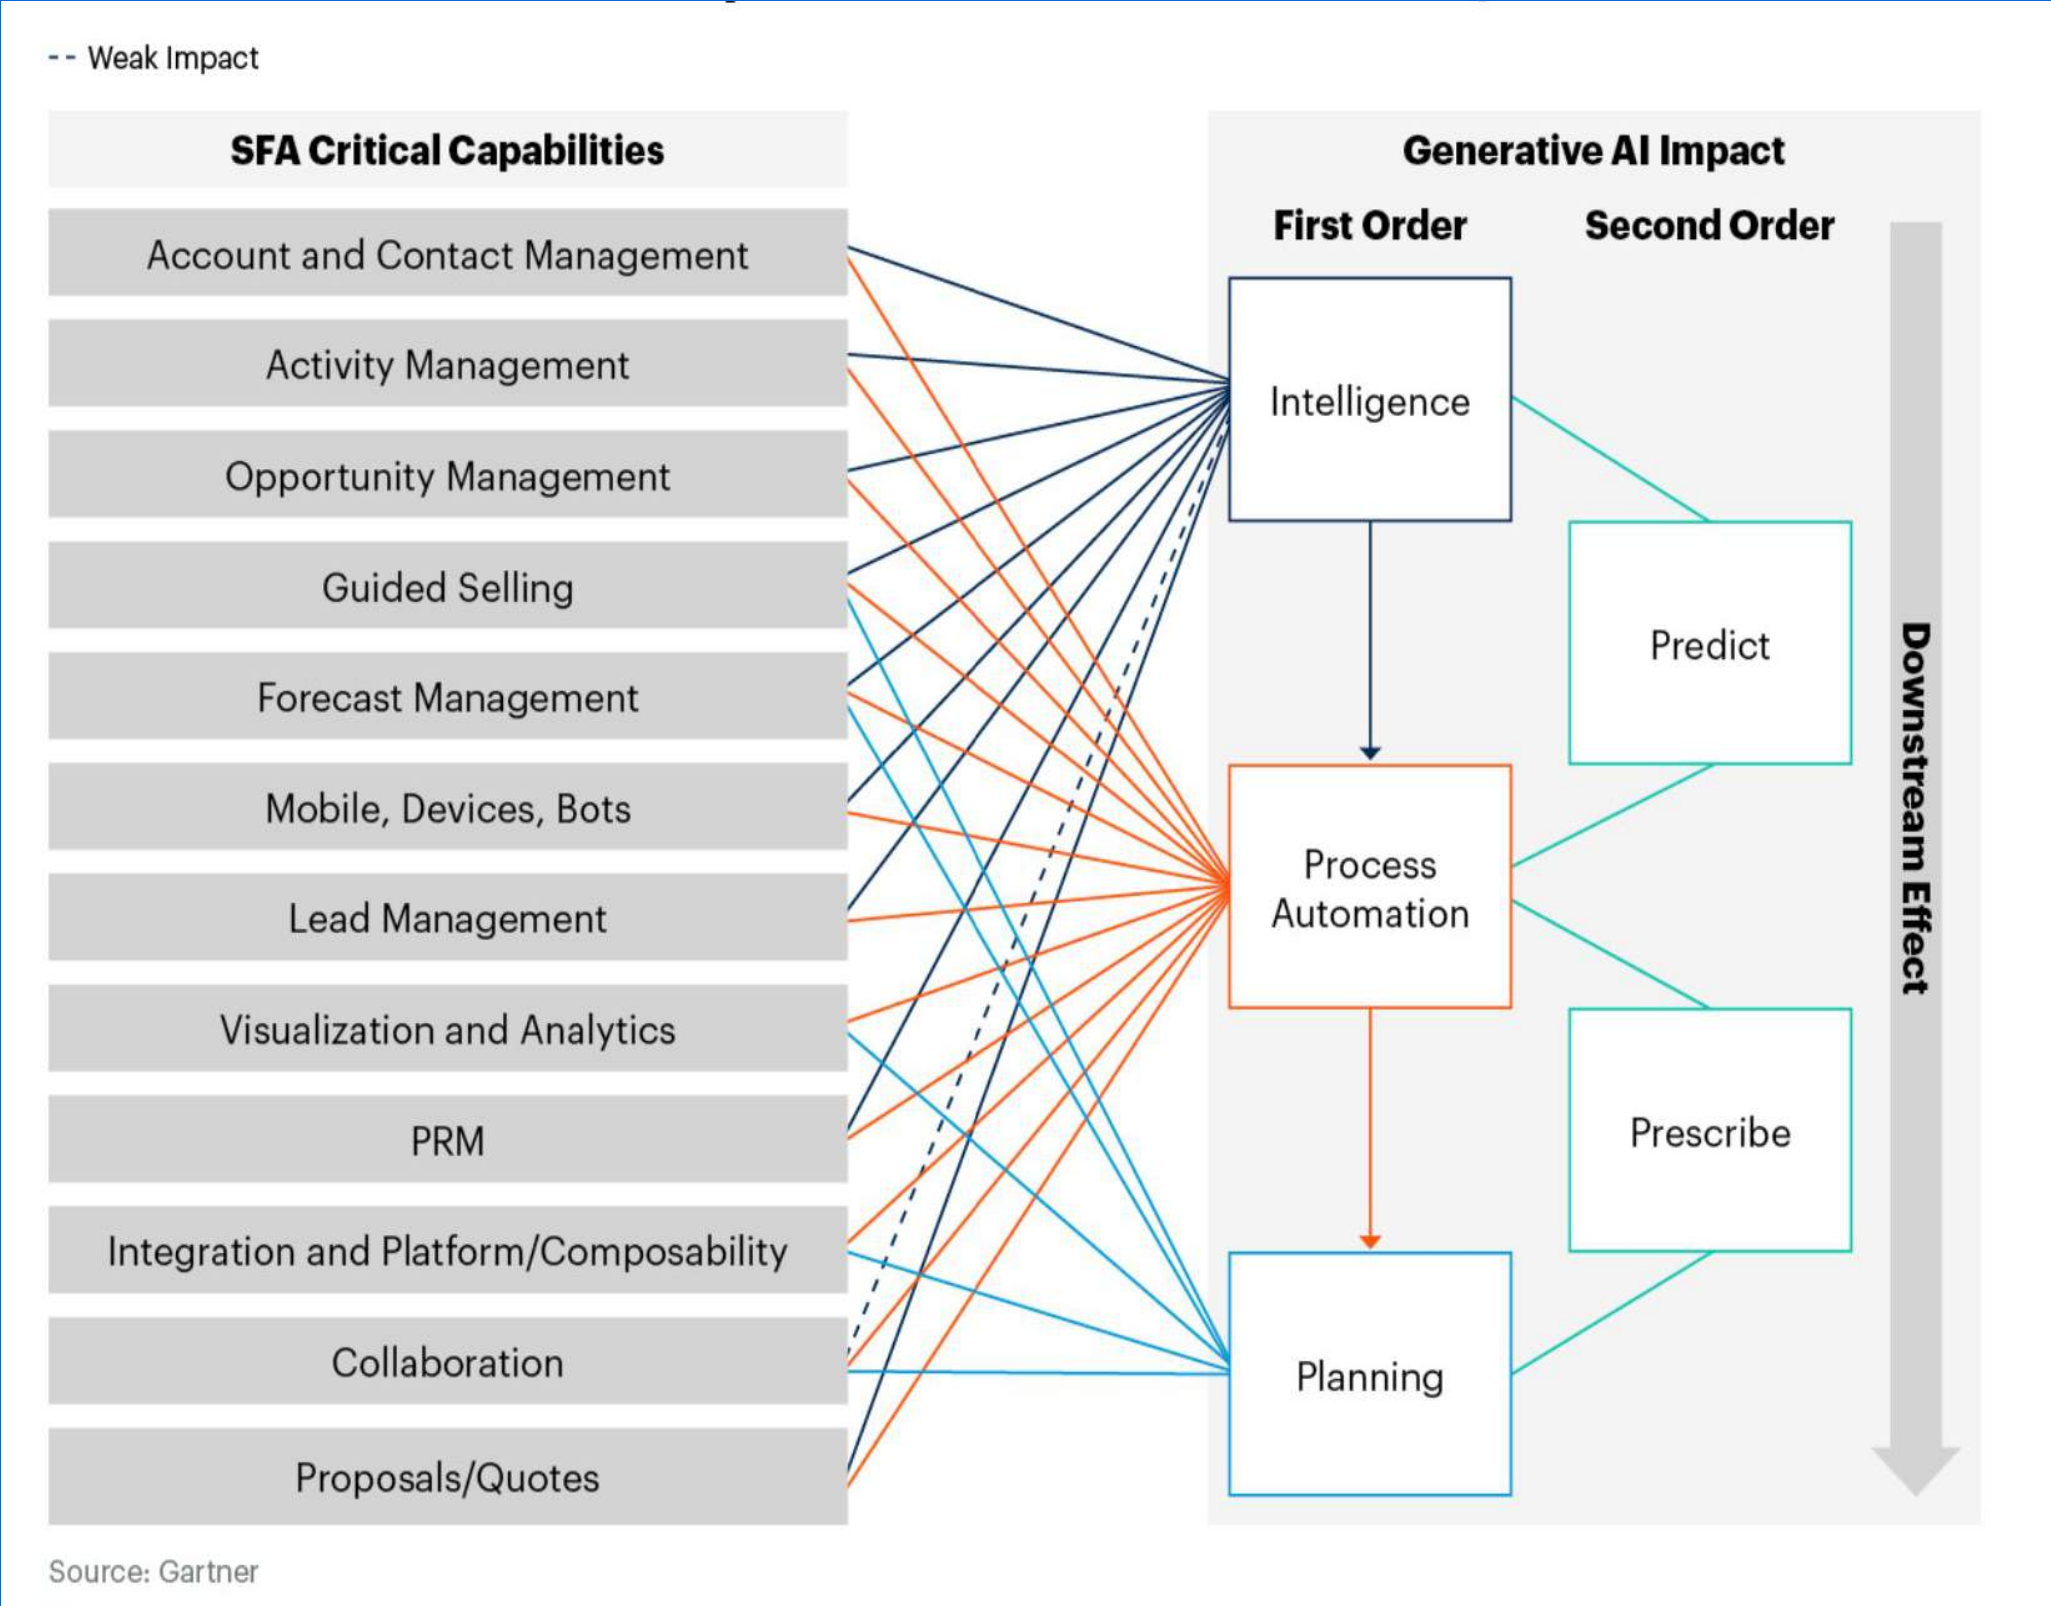 -- Weak Impact
SFA Critical Capabilities
Account and Contact Management
Activity Management
Opportunity Management
Guided Selling
Forecast Management
Mobile, Devices, Bots
Lead Management
Visualization and Analytics
PRM
Integration and Platform/Composability
Collaboration
Proposals/Quotes
Generative AI Impact
First Order
Second Order
Intelligence
Predict
Process
Automation
Prescribe
Planning
Downstream Effect
Source: Gartner